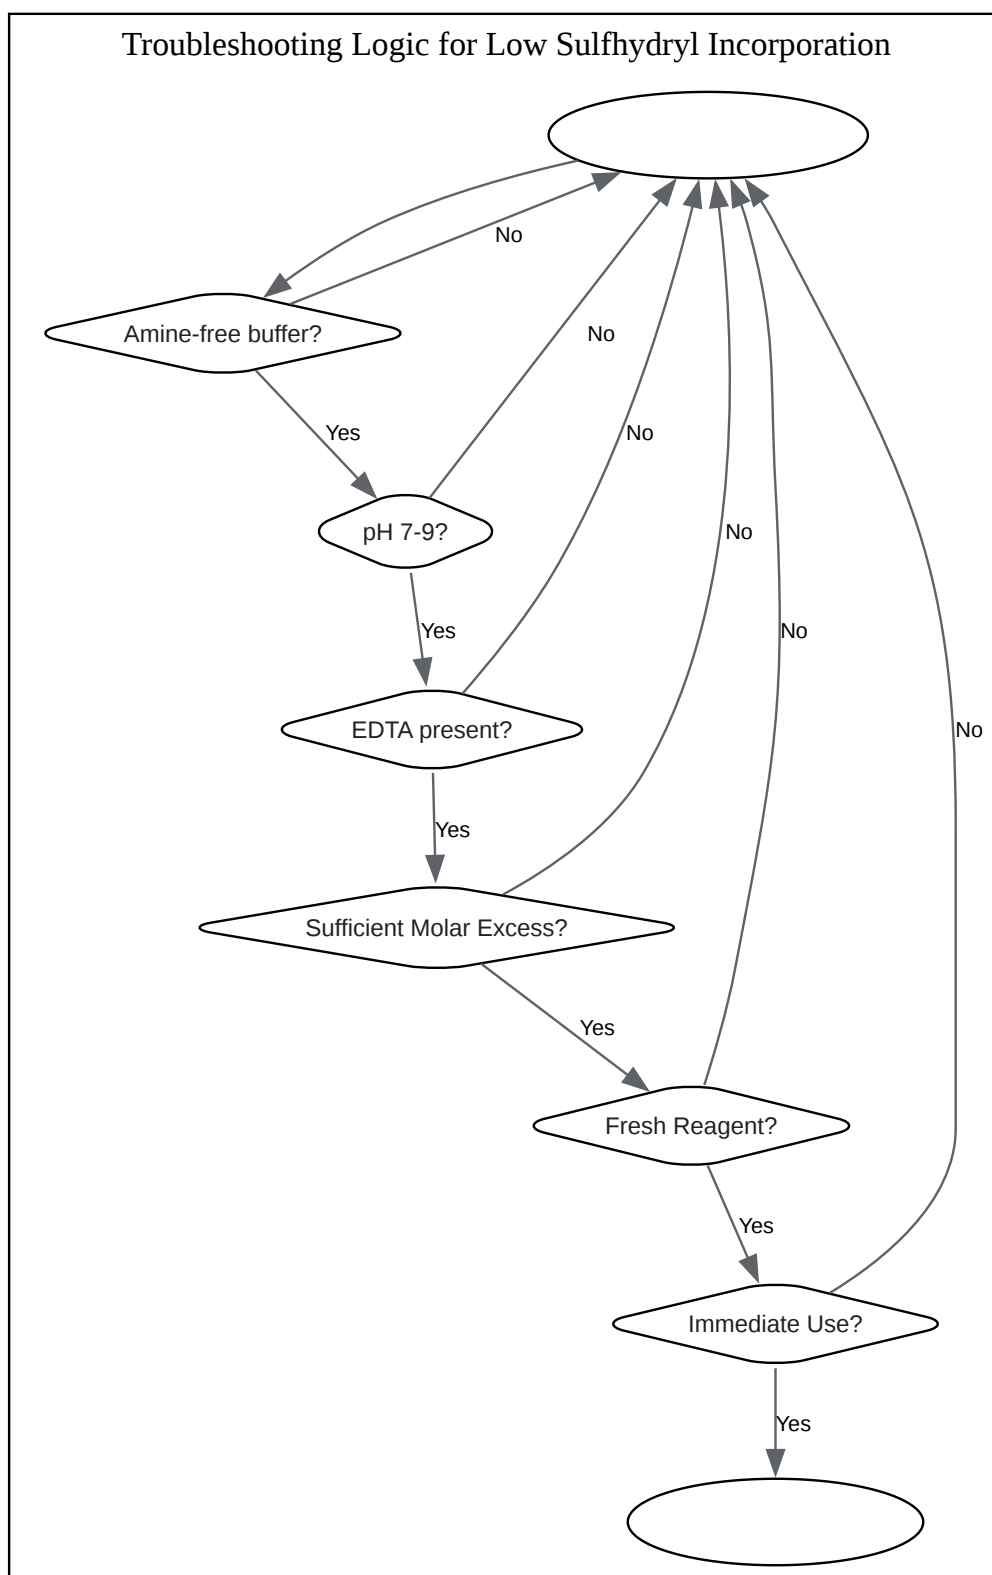 Troubleshooting Logic for Low Sulfhydryl Incorporation
No
Amine-free buffer?
No
Yes
No
pH 7-9?
No
Yes
No
EDTA present?
No
Yes
Sufficient Molar Excess?
Yes
Fresh Reagent?
Yes
Immediate Use?
Yes